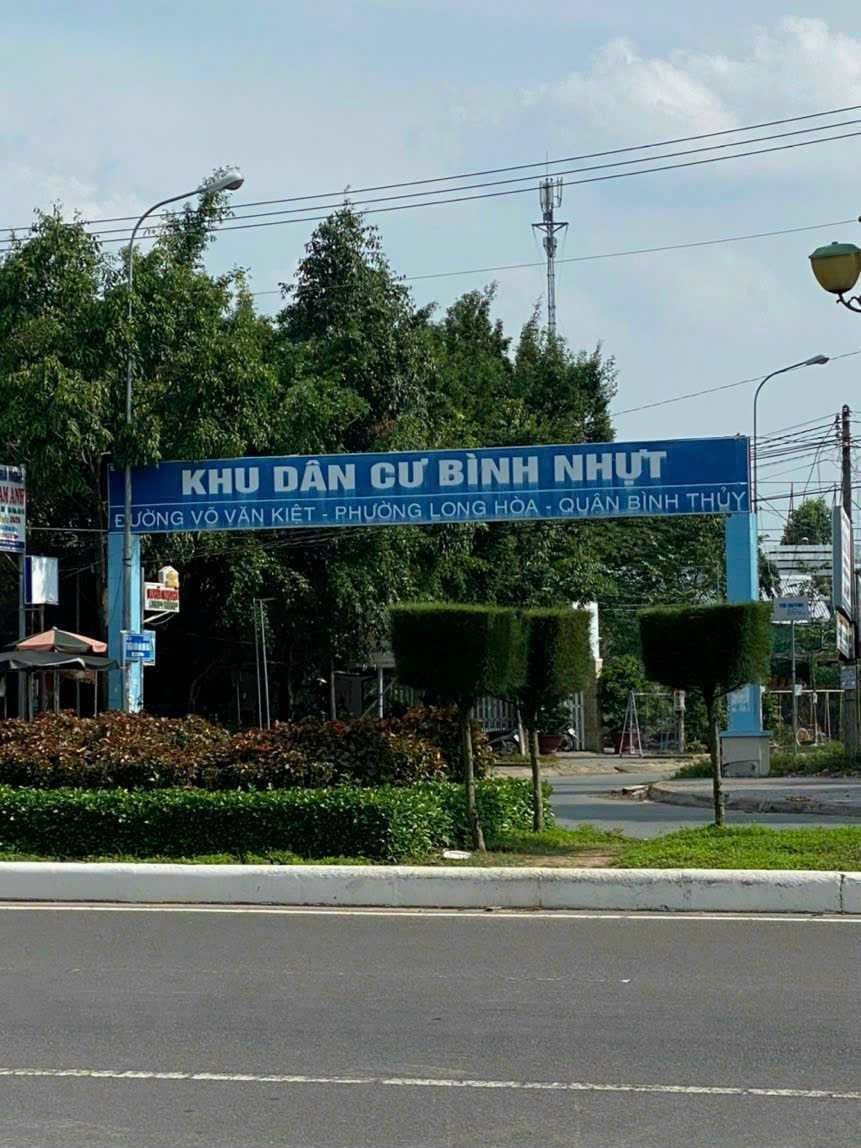 KHU DÂN CƯ BÌNH NHỰT
ĐƯỜNG VÕ VĂN KIỆT - PHƯỜNG LONG HÒA - QUẬN BÌNH THỦY